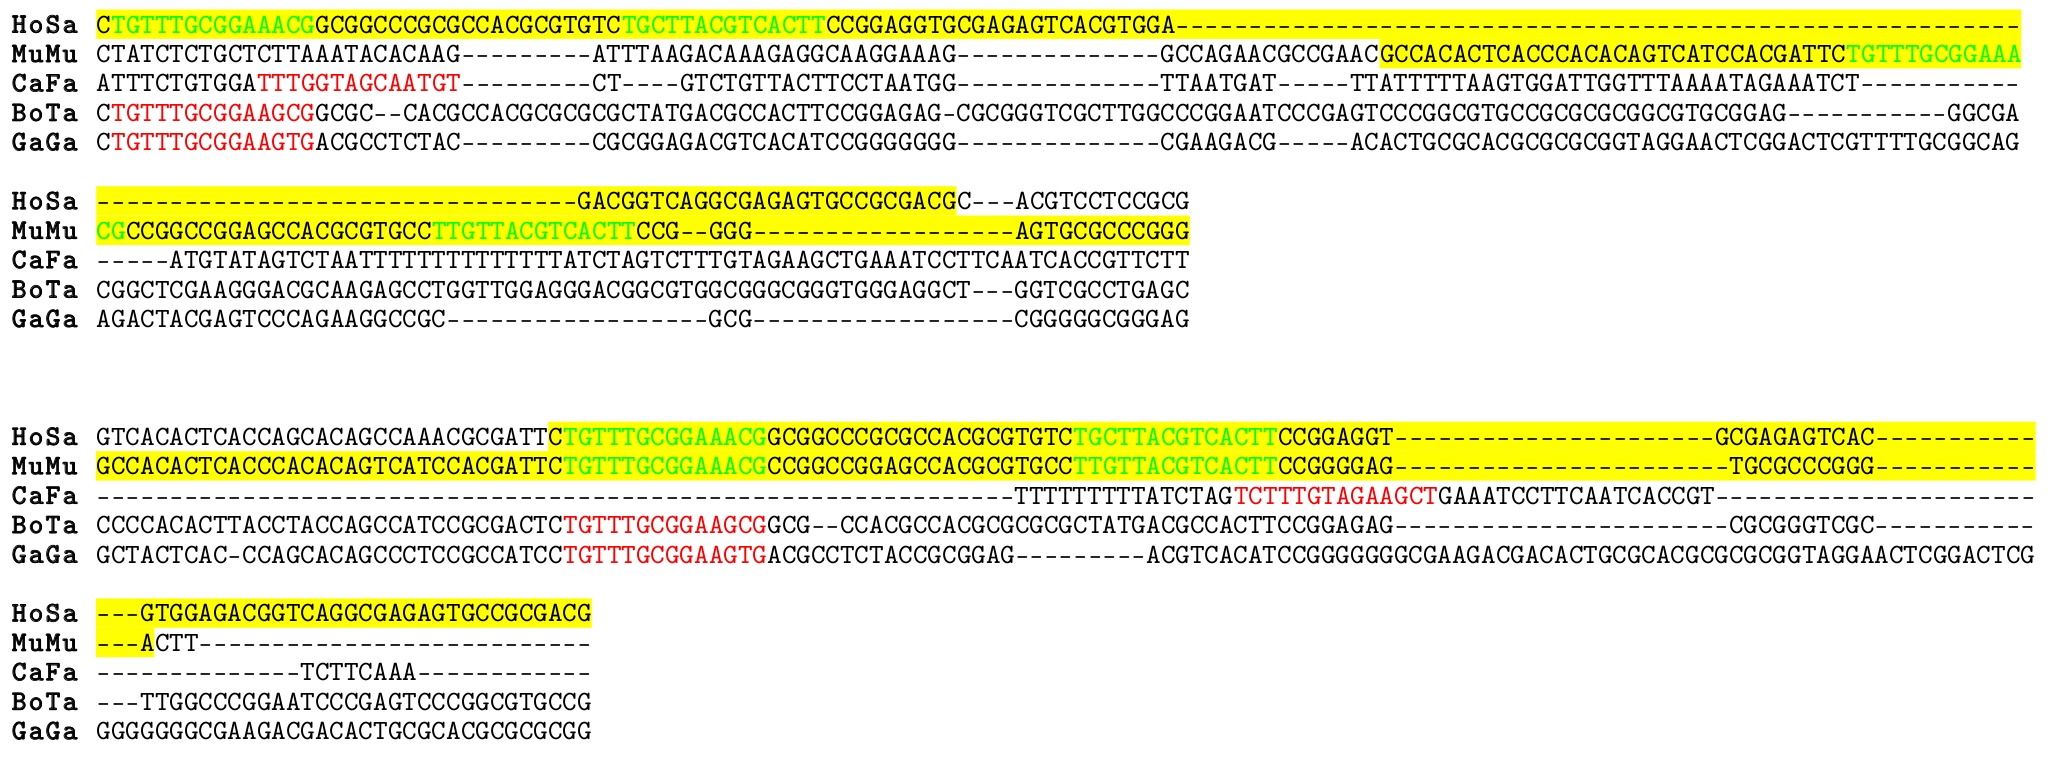 HoSa CTGTTTGCGGAAACGGCGGCCCGCGCCACGCGTGTCTGCTTACGTCACTTCCGGAGGTGCGAGAGTCACGTGGA----------------------------------------------------------
MuMu CTATCTCTGCTCTTAAATACACAAG---------ATTTAAGACAAAGAGGCAAGGAAAG--------------GCCAGAACGCCGAACGCCACACTCACCCACACAGTCATCCACGATTCTGTTTGCGGAAA
CaFa ATTTCTGTGGATTTGGTAGCAATGT---------CT----GTCTGTTACTTCCTAATGG--------------TTAATGAT-----TTATTTTTAAGTGGATTGGTTTAAAATAGAAATCT-----------
BoTa CTGTTTGCGGAAGCGGCGC--CACGCCACGCGCGCGCTATGACGCCACTTCCGGAGAG-CGCGGGTCGCTTGGCCCGGAATCCCGAGTCCCGGCGTGCCGCGCGCGGCGTGCGGAG-----------GGCGA
GaGa CTGTTTGCGGAAGTGACGCCTCTAC---------CGCGGAGACGTCACATCCGGGGGGG--------------CGAAGACG-----ACACTGCGCACGCGCGCGGTAGGAACTCGGACTCGTTTTGCGGCAG
HoSa ---------------------------------GACGGTCAGGCGAGAGTGCCGCGACGC---ACGTCCTCCGCG
MuMu CGCCGGCCGGAGCCACGCGTGCCTTGTTACGTCACTTCCG--GGG------------------AGTGCGCCCGGG
CaFa -----ATGTATAGTCTAATTTTTTTTTTTTTTATCTAGTCTTTGTAGAAGCTGAAATCCTTCAATCACCGTTCTT
BoTa CGGCTCGAAGGGACGCAAGAGCCTGGTTGGAGGGACGGCGTGGCGGGCGGGTGGGAGGCT---GGTCGCCTGAGC
GaGa AGACTACGAGTCCCAGAAGGCCGC------------------GCG------------------CGGGGGCGGGAG
HoSa GTCACACTCACCAGCACAGCCAAACGCGATTCTGTTTGCGGAAACGGCGGCCCGCGCCACGCGTGTCTGCTTACGTCACTTCCGGAGGT----------------------GCGAGAGTCAC-----------
MuMu GCCACACTCACCCACACAGTCATCCACGATTCTGTTTGCGGAAACGCCGGCCGGAGCCACGCGTGCCTTGTTACGTCACTTCCGGGGAG-----------------------TGCGCCCGGG-----------
CaFa ---------------------------------------------------------------TTTTTTTTTATCTAGTCTTTGTAGAAGCTGAAATCCTTCAATCACCGT----------------------
BoTa CCCCACACTTACCTACCAGCCATCCGCGACTCTGTTTGCGGAAGCGGCG--CCACGCCACGCGCGCGCTATGACGCCACTTCCGGAGAG-----------------------CGCGGGTCGC-----------
GaGa GCTACTCAC-CCAGCACAGCCCTCCGCCATCCTGTTTGCGGAAGTGACGCCTCTACCGCGGAG---------ACGTCACATCCGGGGGGGCGAAGACGACACTGCGCACGCGCGCGGTAGGAACTCGGACTCG
HoSa ---GTGGAGACGGTCAGGCGAGAGTGCCGCGACG
MuMu ---ACTT---------------------------
CaFa --------------TCTTCAAA------------
BoTa ---TTGGCCCGGAATCCCGAGTCCCGGCGTGCCG
GaGa GGGGGGGCGAAGACGACACTGCGCACGCGCGCGG